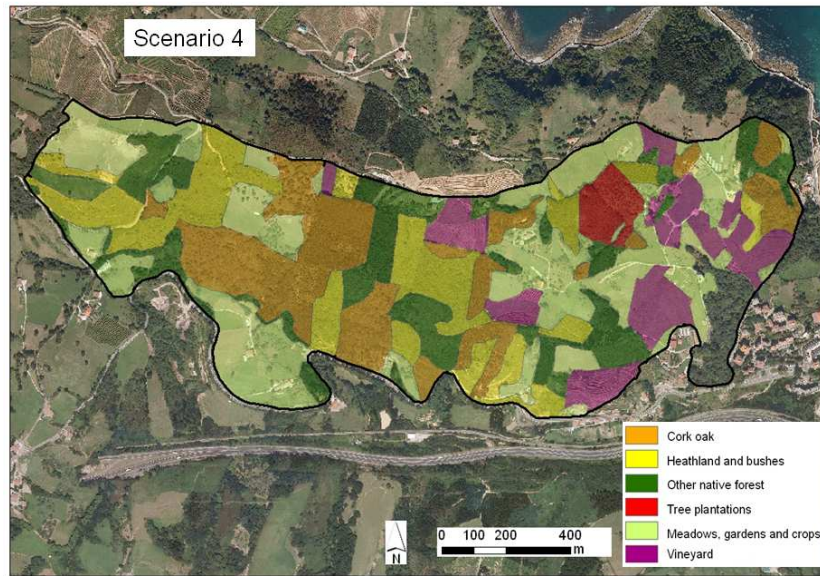 Scenario 4
Cork oak
Heathland and bushes
Other native forest
Tree plantations
Meadows, gardens and crops
Vineyard
N
0 100 200 400
m